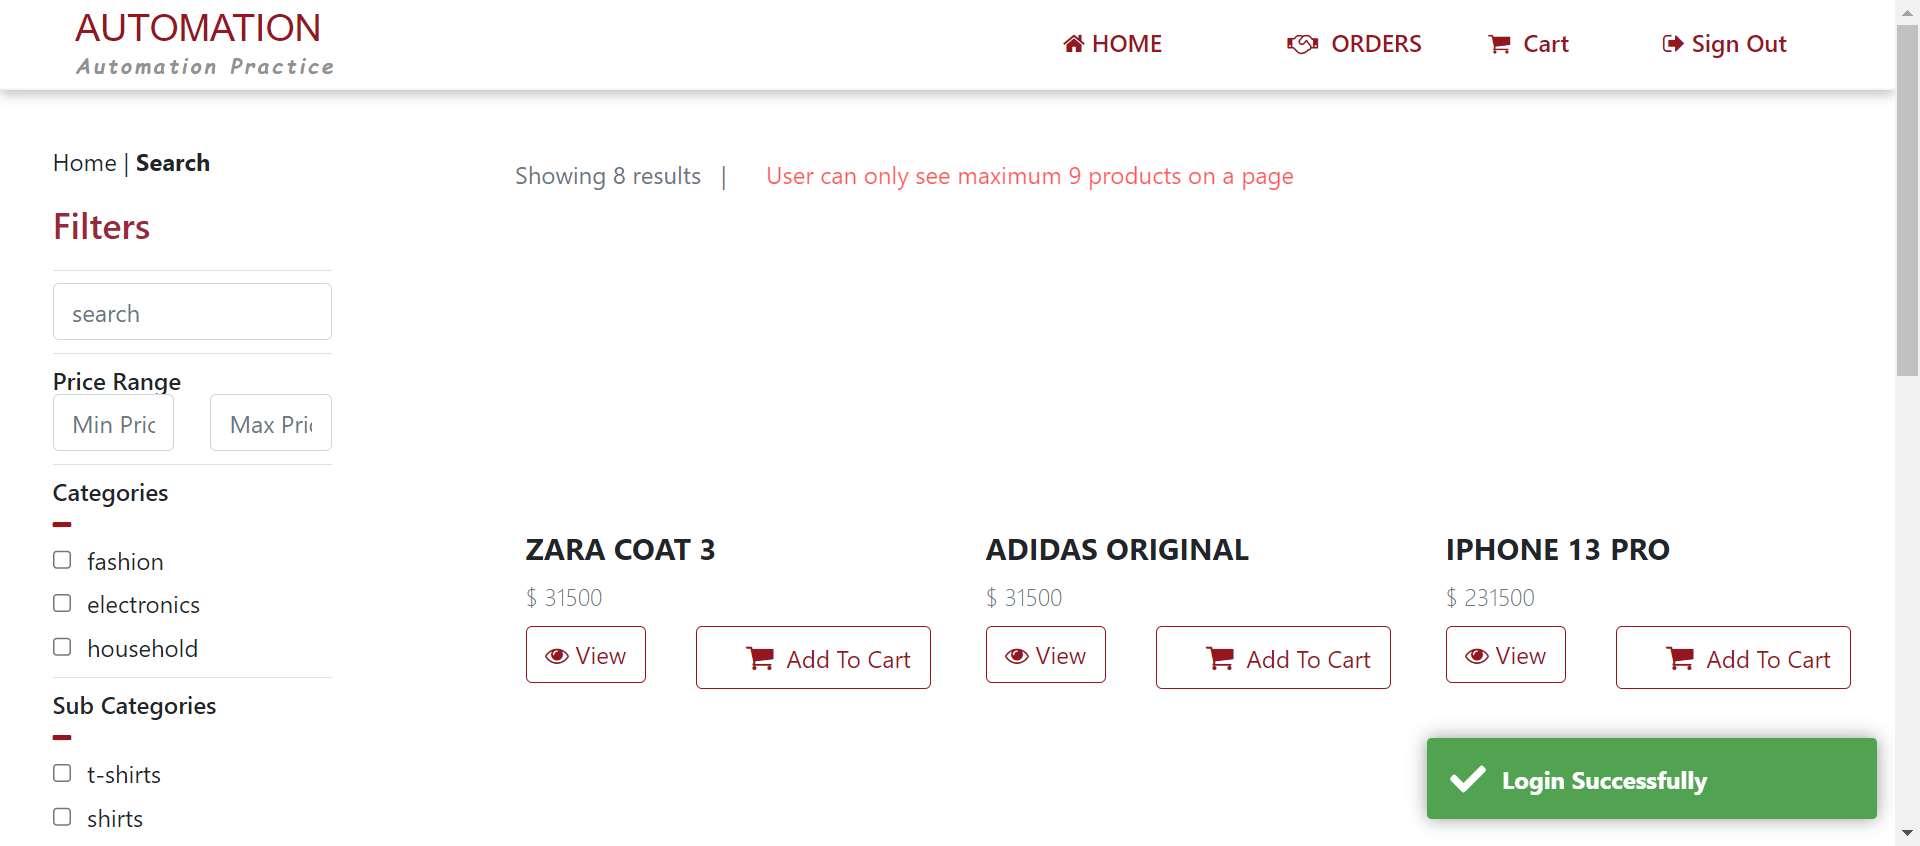 AUTOMATION
Automation Practice
HOME
ORDERS
Cart
Sign Out
Home | Search
Showing 8 results |
User can only see maximum 9 products on a page
Filters
search
Price Range
Min Pric
Max Pric
Categories
fashion
electronics
household
Sub Categories
t-shirts
shirts
ZARA COAT 3
$ 31500
View
Add To Cart
ADIDAS ORIGINAL
$ 31500
View
Add To Cart
IPHONE 13 PRO
$ 231500
View
Add To Cart
Login Successfully